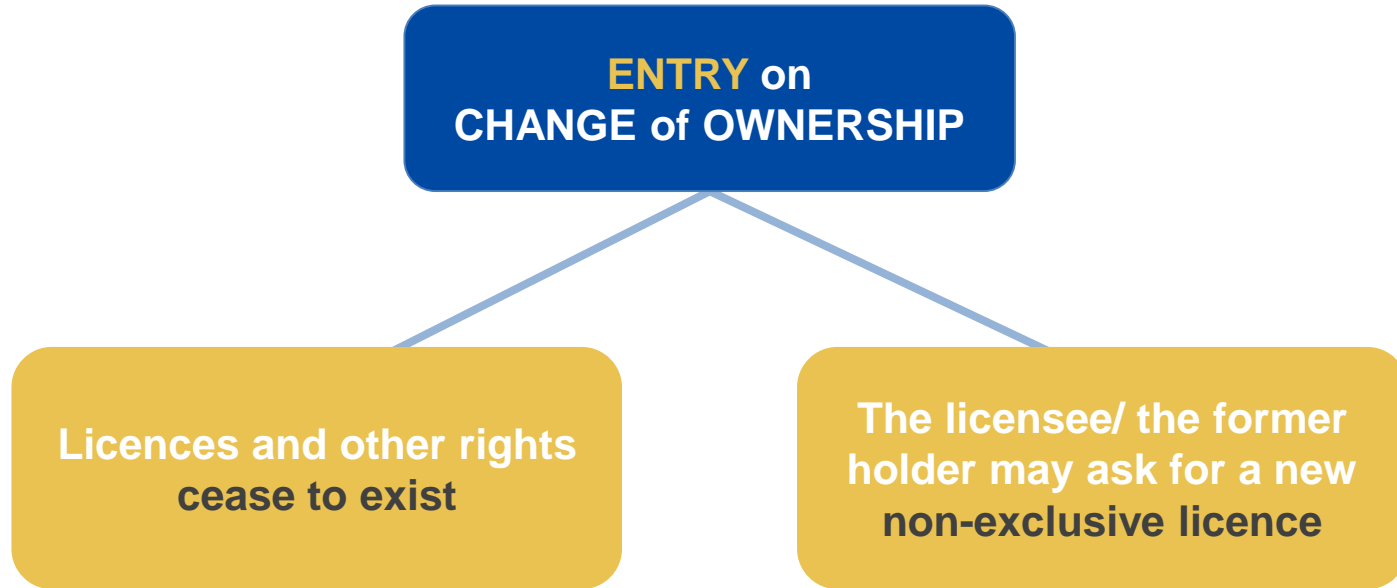 ENTRY on
CHANGE of OWNERSHIP
Licences and other rights
cease to exist
The licensee/ the former
holder may ask for a new
non-exclusive licence